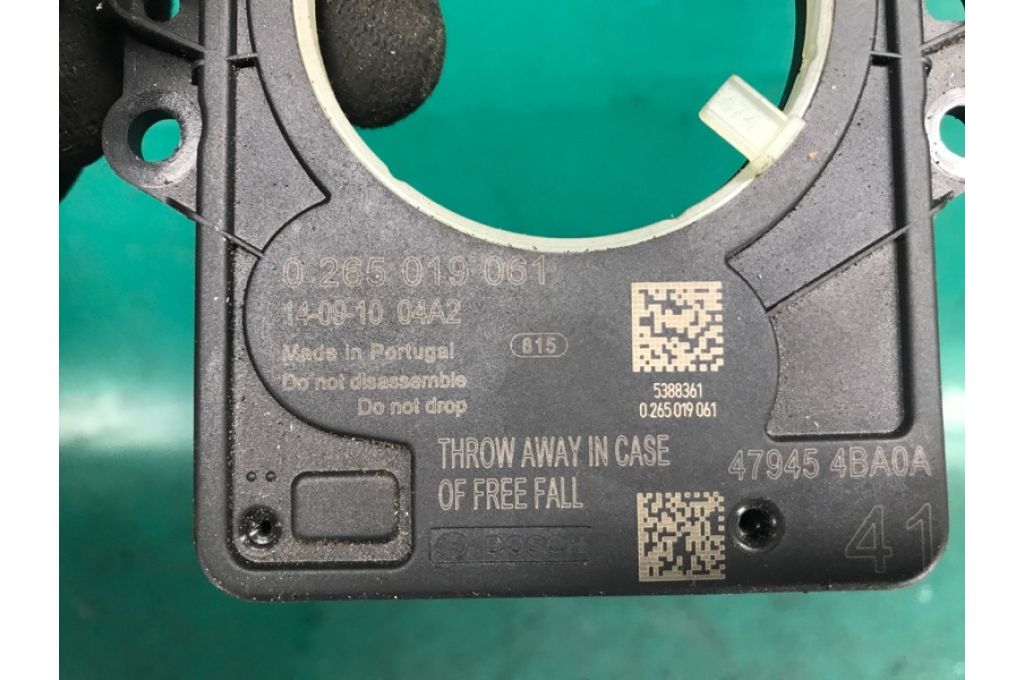 0 265 019 061
14-09-10 04A2
Made in Portugal
815
Do not disassemble
Do not drop
5388361
0 265 019 061
THROW AWAY IN CASE
OF FREE FALL
47945 4BA0A
BOSCH
41